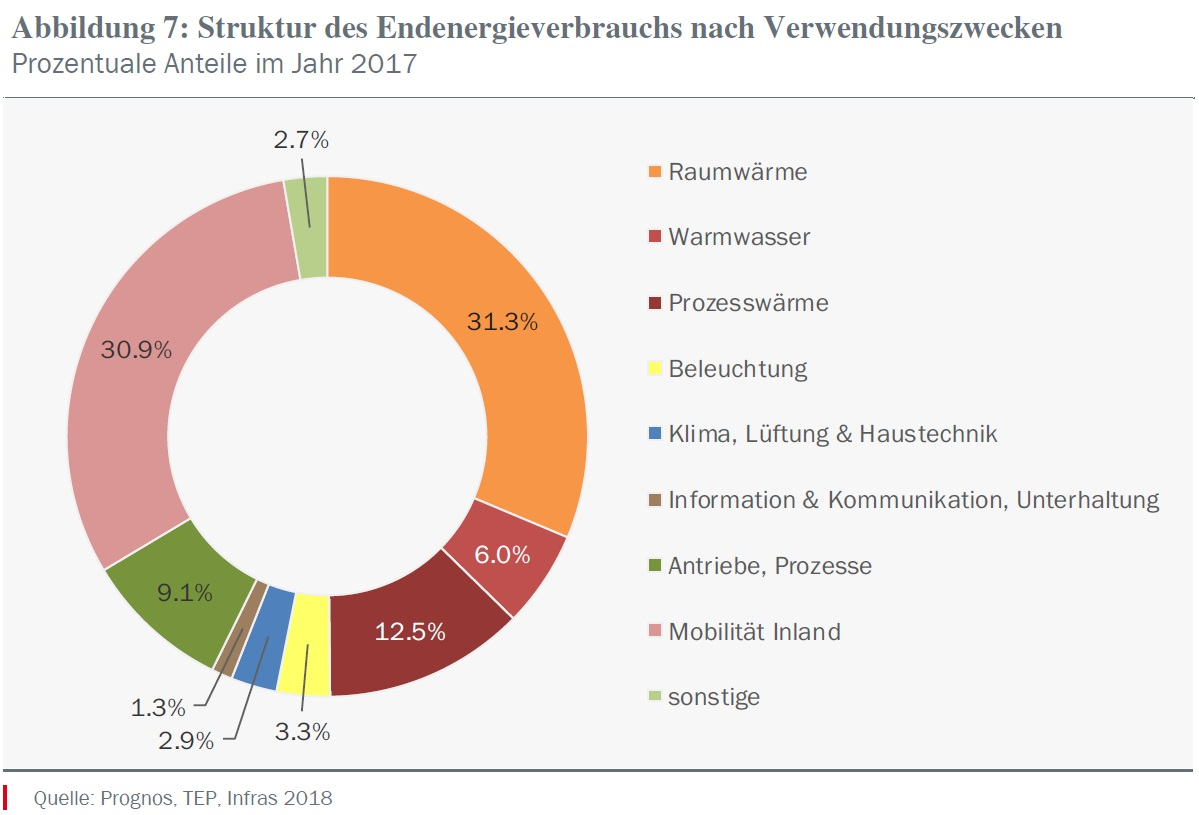 Abbildung 7: Struktur des Endenergieverbrauchs nach Verwendungszwecken
Prozentuale Anteile im Jahr 2017
2.7%
31.3%
30.9%
6.0%
9.1%
12.5%
1.3%
2.9%
3.3%
Raumwärme
Warmwasser
Prozesswärme
Beleuchtung
Klima, Lüftung & Haustechnik
Information & Kommunikation, Unterhaltung
Antriebe, Prozesse
Mobilität Inland
sonstige
Quelle: Prognos, TEP, Infras 2018